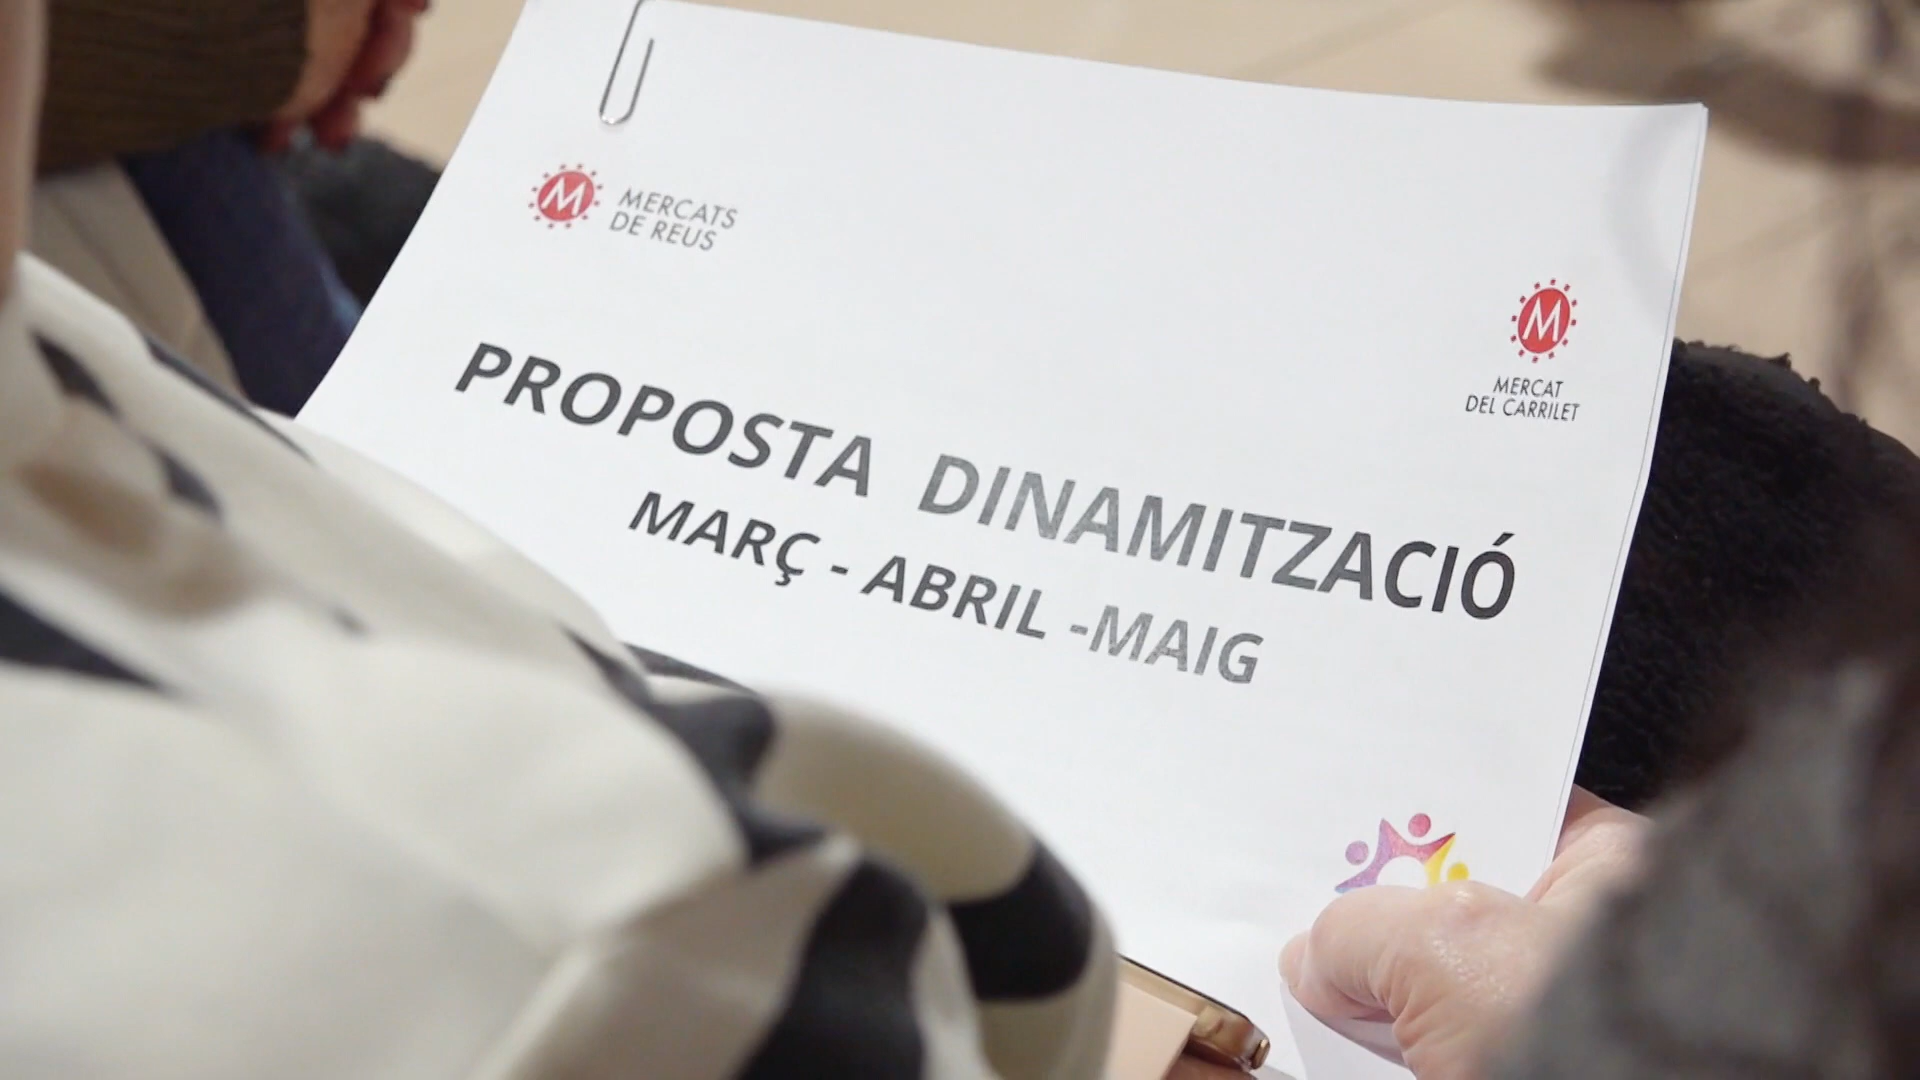 M
MERCATS
DE REUS
M
MERCAT
DEL CARRILET
PROPOSTA DINAMITZACIÓ
MARÇ - ABRIL -MAIG